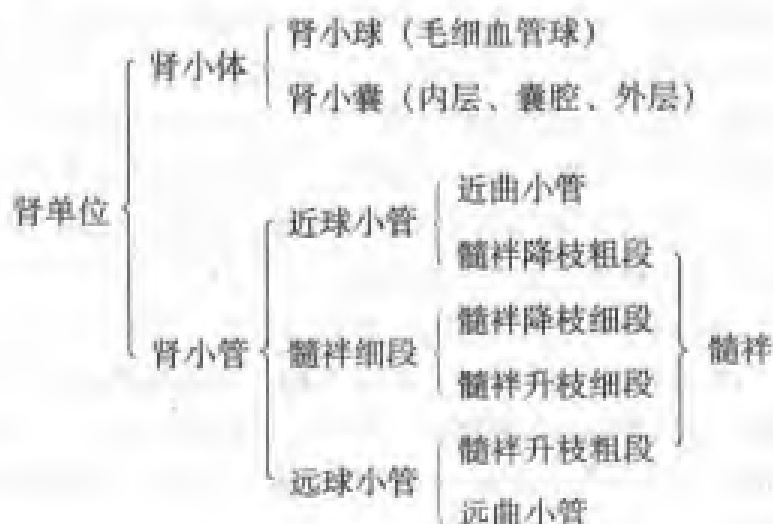 肾小球（毛细血管球）
肾小体
肾小囊（内层、囊腔、外层）
肾单位
近曲小管
近球小管
髓袢降枝粗段
髓袢降枝细段
肾小管
髓袢细段
髓袢
髓袢升枝细段
髓袢升枝粗段
远球小管
远曲小管